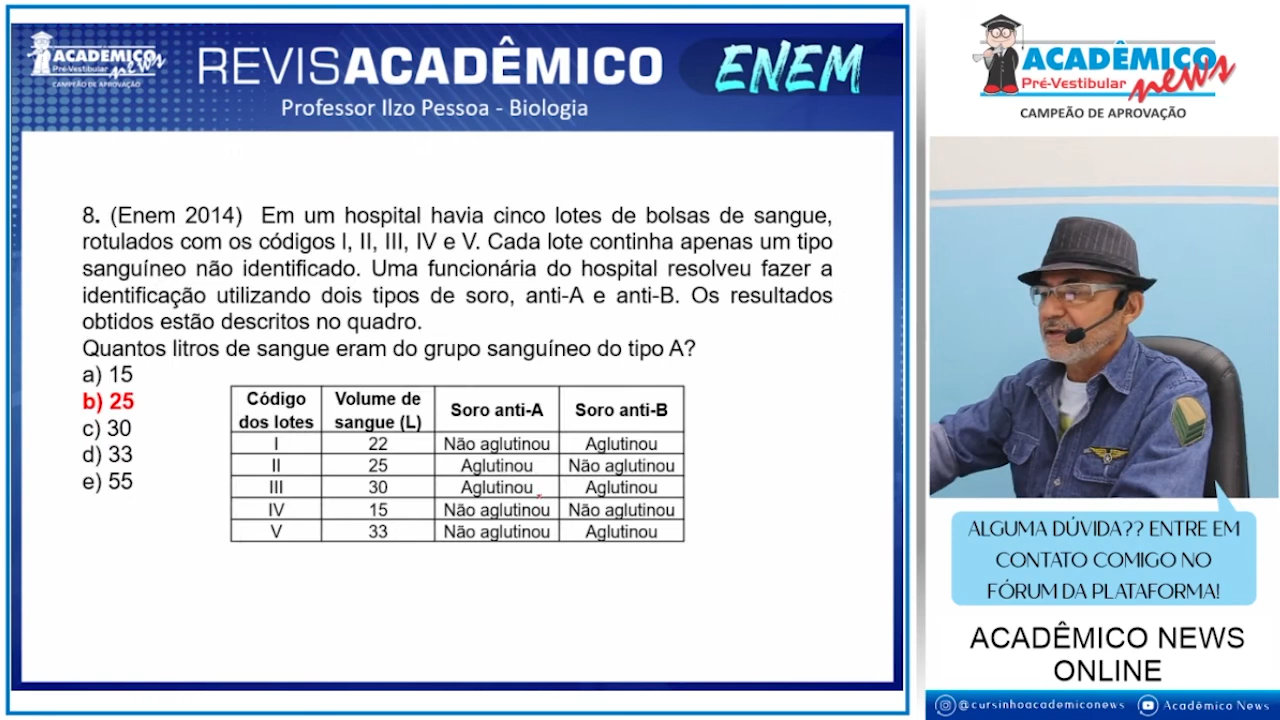 ACADÊMICO
Pré-Vestibular news
CAMPEÃO DE APROVAÇÃO
REVISACADÊMICO
ENEM
Professor Ilzo Pessoa - Biologia
8. (Enem 2014) Em um hospital havia cinco lotes de bolsas de sangue,
rotulados com os códigos I, II, III, IV e V. Cada lote continha apenas um tipo
sanguíneo não identificado. Uma funcionária do hospital resolveu fazer a
identificação utilizando dois tipos de soro, anti-A e anti-B. Os resultados
obtidos estão descritos no quadro.
Quantos litros de sangue eram do grupo sanguíneo do tipo A?
a) 15
b) 25
c) 30
d) 33
e) 55
Código dos lotes Volume de sangue (L) Soro anti-A Soro anti-B
I 22 Não aglutinou Aglutinou
II 25 Aglutinou Não aglutinou
III 30 Aglutinou Aglutinou
IV 15 Não aglutinou Não aglutinou
V 33 Não aglutinou Aglutinou
ACADÊMICO
Pré-Vestibular news
CAMPEÃO DE APROVAÇÃO
ALGUMA DÚVIDA?? ENTRE EM
CONTATO COMIGO NO
FÓRUM DA PLATAFORMA!
ACADÊMICO NEWS
ONLINE
@cursinhoacademiconews Acadêmico News